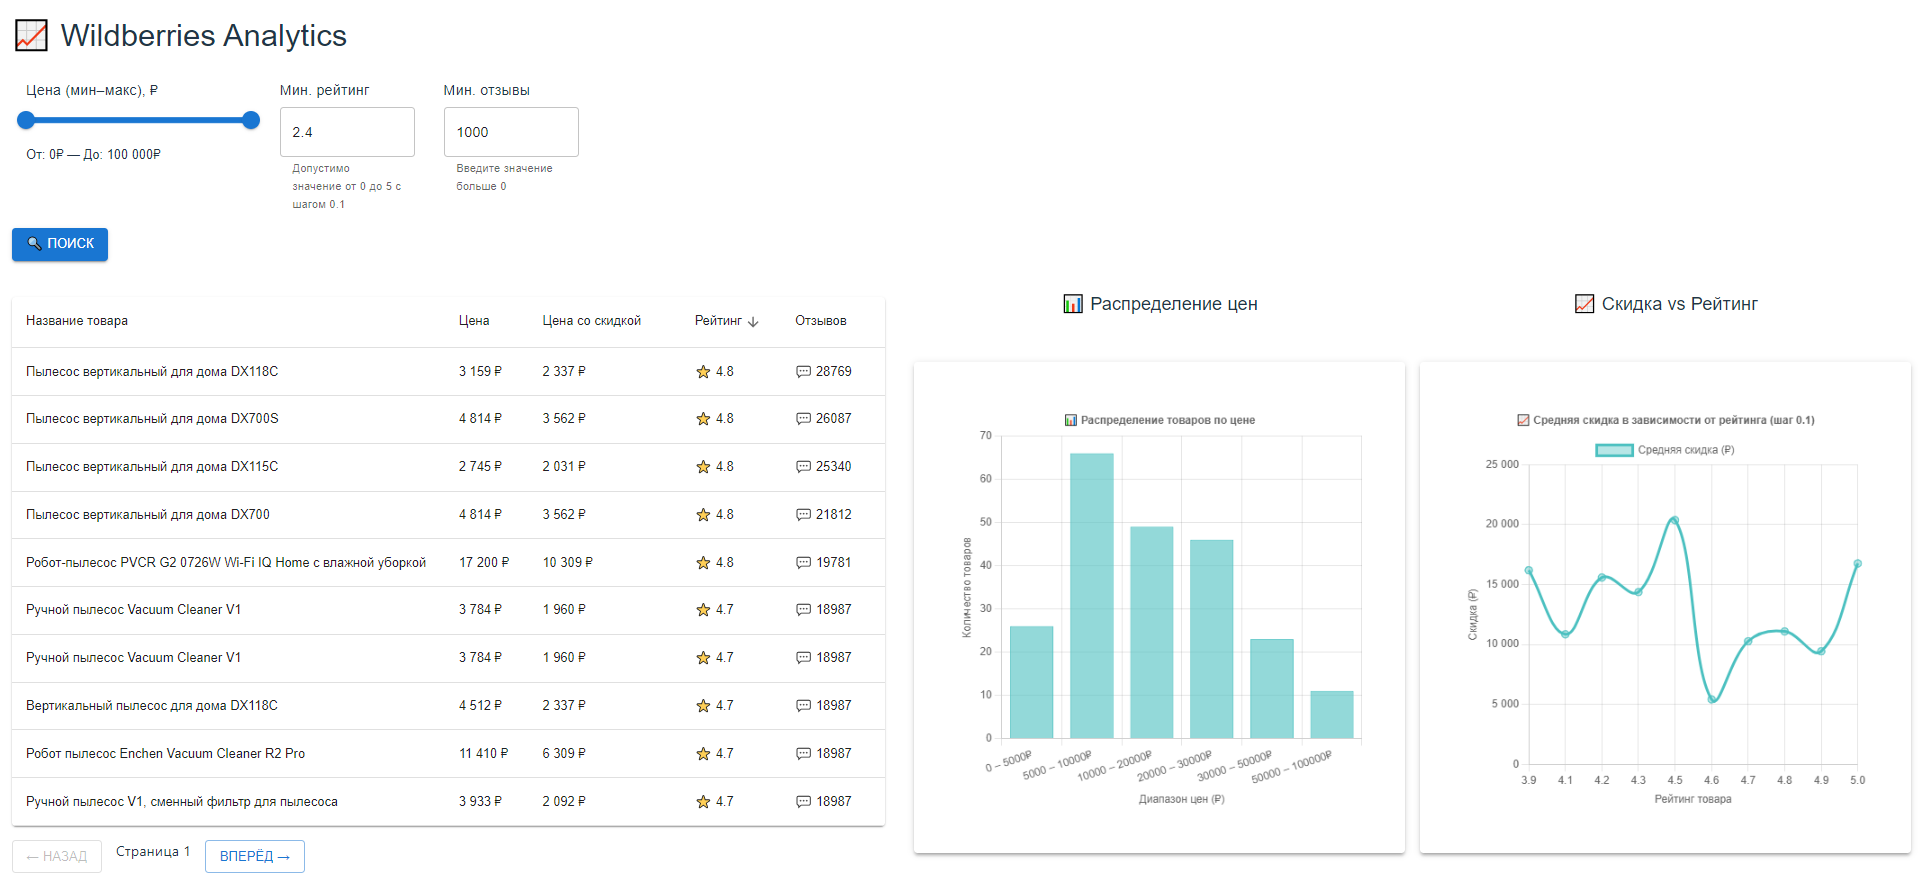 Wildberries Analytics
Цена (мин–макс), ₽
Мин. рейтинг
Мин. отзывы
2.4
1000
От: 0₽ — До: 100 000₽
Допустимо
значение от 0 до 5 с
шагом 0.1
Введите значение
больше 0
ПОИСК
Название товара Цена Цена со скидкой Рейтинг ↓ Отзывов
Пылесос вертикальный для дома DX118C 3 159 ₽ 2 337 ₽ 4.8 28769
Пылесос вертикальный для дома DX700S 4 814 ₽ 3 562 ₽ 4.8 26087
Пылесос вертикальный для дома DX115C 2 745 ₽ 2 031 ₽ 4.8 25340
Пылесос вертикальный для дома DX700 4 814 ₽ 3 562 ₽ 4.8 21812
Робот-пылесос PVCR G2 0726W Wi-Fi IQ Home с влажной уборкой 17 200 ₽ 10 309 ₽ 4.8 19781
Ручной пылесос Vacuum Cleaner V1 3 784 ₽ 1 960 ₽ 4.7 18987
Ручной пылесос Vacuum Cleaner V1 3 784 ₽ 1 960 ₽ 4.7 18987
Вертикальный пылесос для дома DX118C 4 512 ₽ 2 337 ₽ 4.7 18987
Робот пылесос Enchen Vacuum Cleaner R2 Pro 11 410 ₽ 6 309 ₽ 4.7 18987
Ручной пылесос V1, сменный фильтр для пылесоса 3 933 ₽ 2 092 ₽ 4.7 18987
← НАЗАД Страница 1 ВПЕРЁД →
Распределение цен
Распределение товаров по цене
Количество товаров
70
60
50
40
30
20
10
0
0 – 5000₽
5000 – 10000₽
10000 – 20000₽
20000 – 30000₽
30000 – 50000₽
50000 – 100000₽
Диапазон цен (₽)
Скидка vs Рейтинг
Средняя скидка в зависимости от рейтинга (шаг 0.1)
Средняя скидка (₽)
Скидка (₽)
25 000
20 000
15 000
10 000
5 000
0
3.9 4.1 4.2 4.3 4.5 4.6 4.7 4.8 4.9 5.0
Рейтинг товара